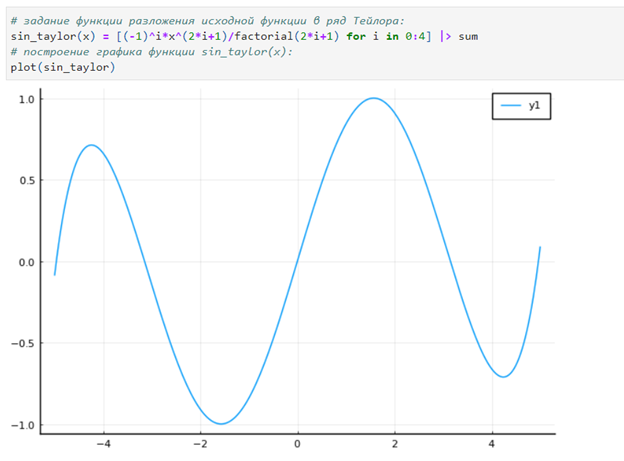 # задание функции разложения исходной функции в ряд Тейлора:
sin_taylor(x) = [(-1)^i*x^(2*i+1)/factorial(2*i+1) for i in 0:4] |> sum
# построение графика функции sin_taylor(x):
plot(sin_taylor)
1.0
y1
0.5
0.0
−0.5
−1.0
−4 −2 0 2 4